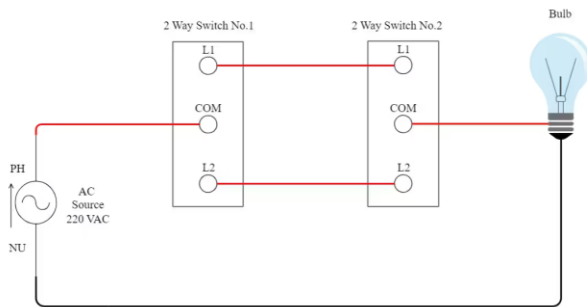 Bulb
2 Way Switch No.1
2 Way Switch No.2
L1
L1
COM
COM
L2
L2
PH
AC
Source
220 VAC
NU